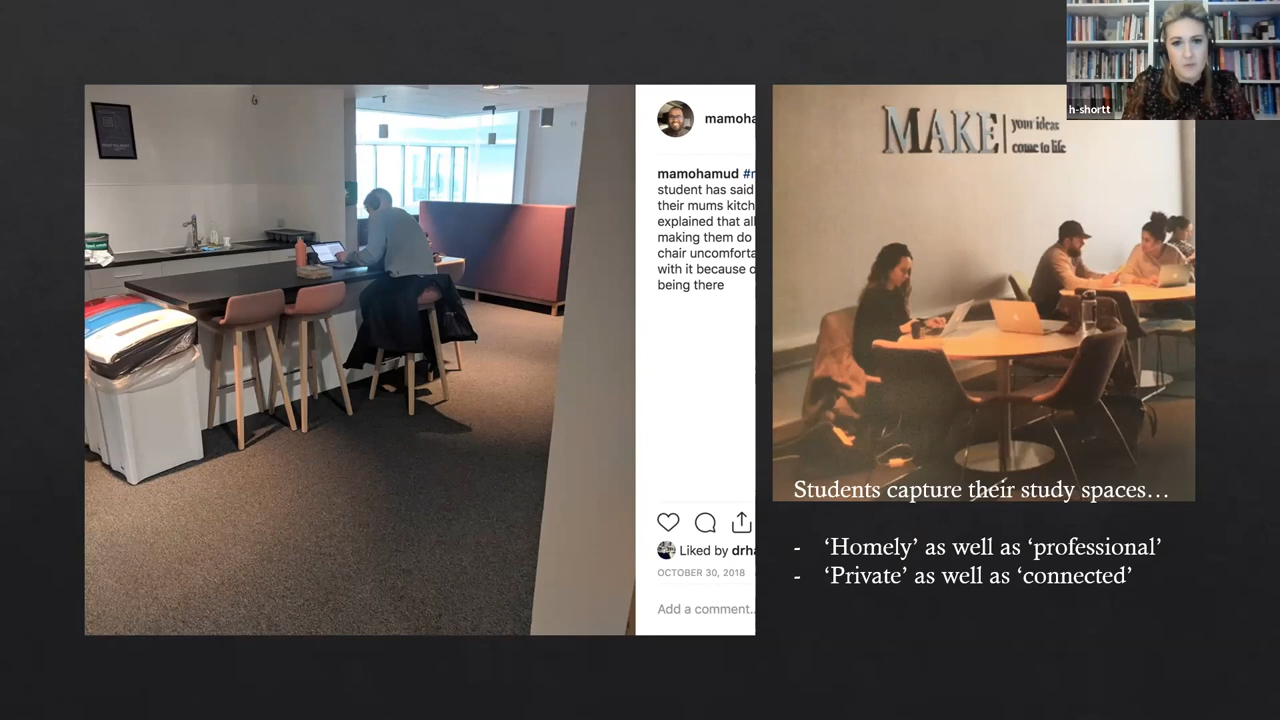 h-shortt
mamoha
mamohamud #r
student has said
their mums kitch
explained that all
making them do
chair uncomforta
with it because o
being there
Liked by drha
OCTOBER 30, 2018
Add a comment..
MAKE
your ideas
come to life
Students capture their study spaces…
- ‘Homely’ as well as ‘professional’
- ‘Private’ as well as ‘connected’